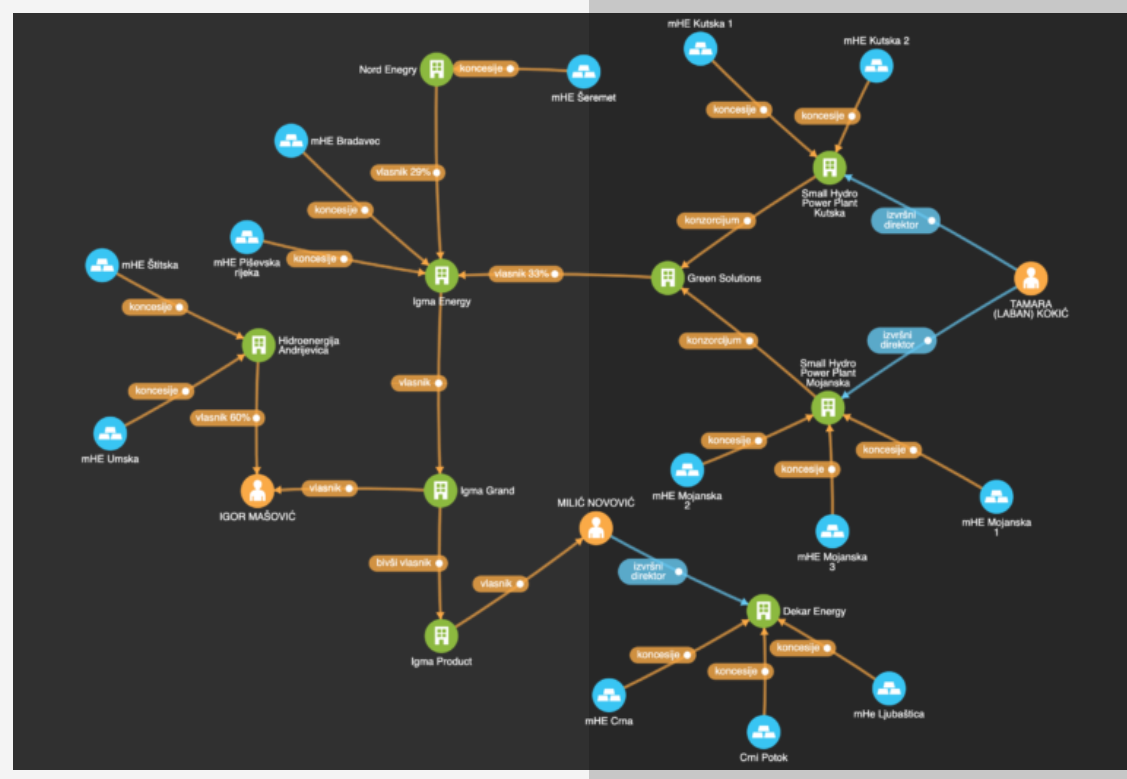 mHE Kutska 1
mHE Kutska 2
Nord Enegry
koncesije
mHE Šeremet
koncesije
koncesije
mHE Bradavec
vlasnik 29%
Small Hydro
Power Plant
Kutska
koncesije
konzorcijum
izvršni
direktor
mHE Piševska
rijeka
koncesije
mHE Štitska
vlasnik 33%
Igma Energy
Green Solutions
TAMARA
(LABAN) KOKIĆ
koncesije
Hidroenergija
Andrijevica
konzorcijum
izvršni
direktor
Small Hydro
Power Plant
Mojanska
vlasnik
koncesije
vlasnik 60%
mHE Umska
koncesije
koncesije
koncesije
vlasnik
Igma Grand
IGOR MAŠOVIĆ
MILIĆ NOVOVIĆ
mHE Mojanska
2
mHE Mojanska
1
mHE Mojanska
3
bivši vlasnik
vlasnik
izvršni
direktor
Dekar Energy
Igma Product
koncesije
koncesije
koncesije
mHE Crna
mHe Ljubaštica
Crni Potok